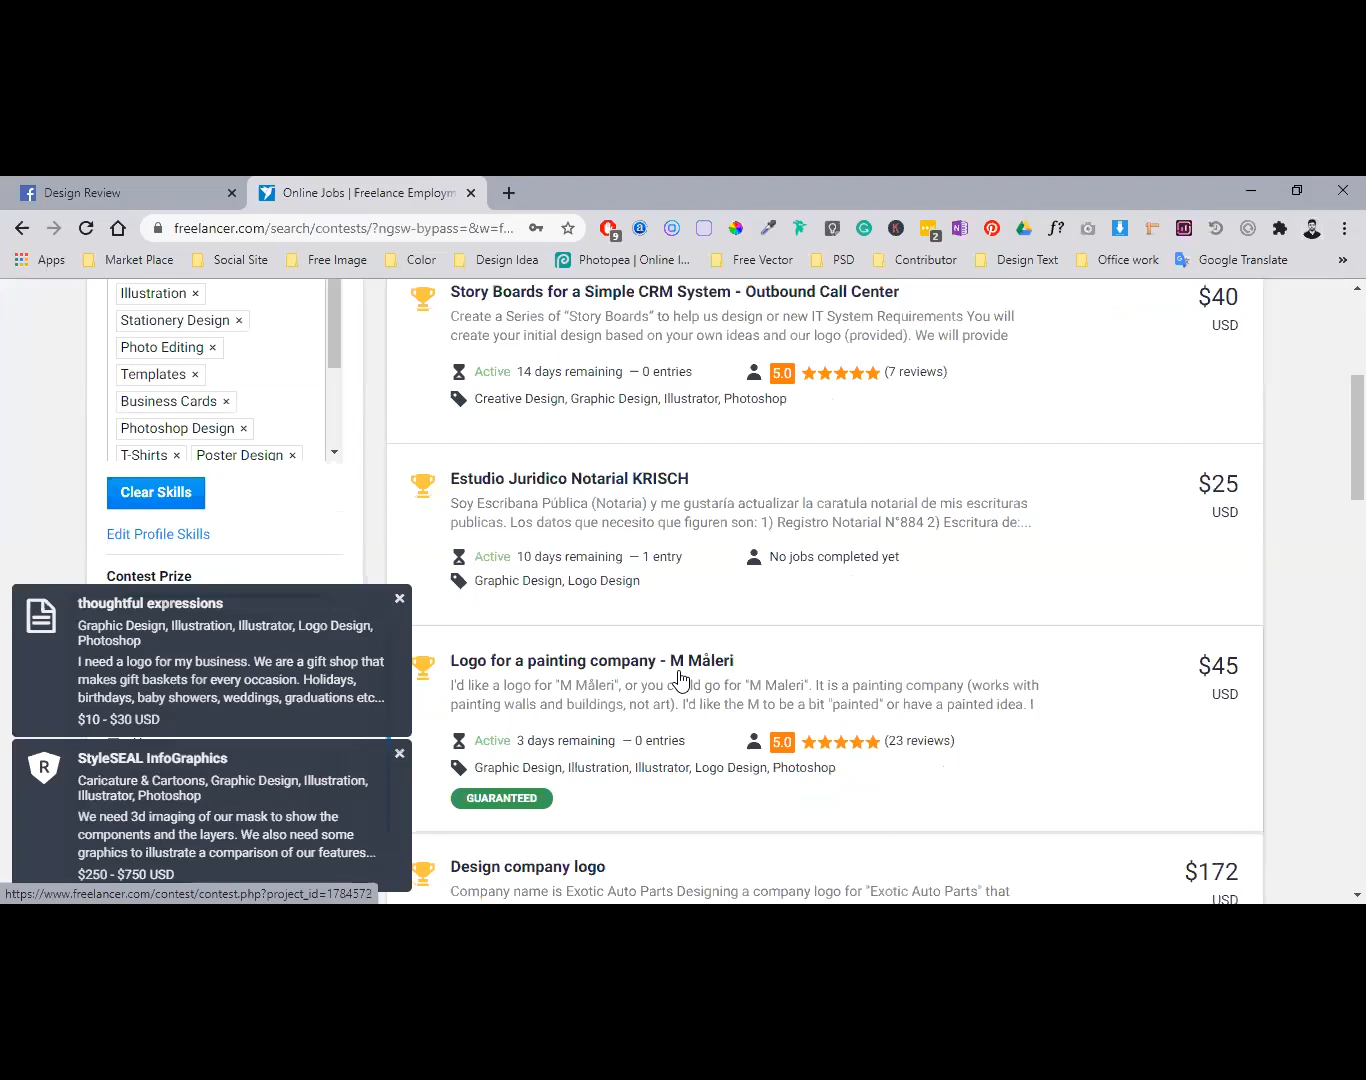 Design Review
Online Jobs | Freelance Employm
freelancer.com/search/contests/?ngsw-bypass=&w=f...
9
2
f?
Apps
Market Place
Social Site
Free Image
Color
Design Idea
Photopea | Online I...
Free Vector
PSD
Contributor
Design Text
Office work
Google Translate
»
Illustration ×
Stationery Design ×
Photo Editing ×
Templates ×
Business Cards ×
Photoshop Design ×
T-Shirts × Poster Design ×
Clear Skills
Edit Profile Skills
Contest Prize
Story Boards for a Simple CRM System - Outbound Call Center
$40
USD
Create a Series of “Story Boards” to help us design or new IT System Requirements You will
create your initial design based on your own ideas and our logo (provided). We will provide
Active 14 days remaining — 0 entries
5.0 (7 reviews)
Creative Design, Graphic Design, Illustrator, Photoshop
Estudio Juridico Notarial KRISCH
$25
USD
Soy Escribana Pública (Notaria) y me gustaría actualizar la caratula notarial de mis escrituras
publicas. Los datos que necesito que figuren son: 1) Registro Notarial N°884 2) Escritura de:...
Active 10 days remaining — 1 entry
No jobs completed yet
Graphic Design, Logo Design
Logo for a painting company - M Måleri
$45
USD
I'd like a logo for "M Måleri", or you could go for "M Maleri". It is a painting company (works with
painting walls and buildings, not art). I'd like the M to be a bit "painted" or have a painted idea. I
Active 3 days remaining — 0 entries
5.0 (23 reviews)
Graphic Design, Illustration, Illustrator, Logo Design, Photoshop
GUARANTEED
Design company logo
$172
USD
Company name is Exotic Auto Parts Designing a company logo for "Exotic Auto Parts" that
thoughtful expressions ×
Graphic Design, Illustration, Illustrator, Logo Design,
Photoshop
I need a logo for my business. We are a gift shop that
makes gift baskets for every occasion. Holidays,
birthdays, baby showers, weddings, graduations etc...
$10 - $30 USD
R
StyleSEAL InfoGraphics ×
Caricature & Cartoons, Graphic Design, Illustration,
Illustrator, Photoshop
We need 3d imaging of our mask to show the
components and the layers. We also need some
graphics to illustrate a comparison of our features...
$250 - $750 USD
https://www.freelancer.com/contest/contest.php?project_id=1784572